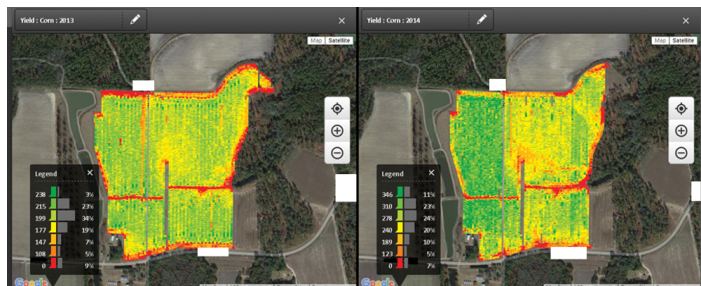 Yield : Corn : 2013
Map Satellite
Legend
238 3%
215 23%
199 34%
177 19%
147 7%
108 5%
0 9%
Google
Yield : Corn : 2014
Map Satellite
Legend
346 11%
310 23%
278 24%
240 20%
189 10%
123 5%
0 7%
Google